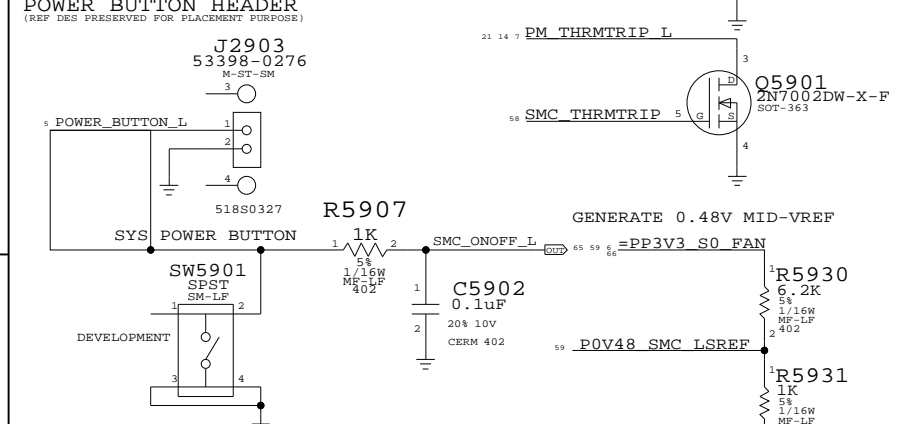 POWER BUTTON HEADER
(REF DES PRESERVED FOR PLACEMENT PURPOSE)
J2903
53398-0276
M-ST-SM
3
5 POWER_BUTTON_L
1
2
4
518S0327
SYS POWER BUTTON
SW5901
SPST
SM-LF
1 2
DEVELOPMENT
3 4
R5907
1K
1 2
5%
1/16W
MF-LF
402
SMC_ONOFF_L
OUT
65 59 6
1
C5902
0.1uF
2
20% 10V
CERM 402
21 14 7 PM_THRMTRIP_L
3
D
Q5901
2N7002DW-X-F
SOT-363
58 SMC_THRMTRIP 5
G S
4
GENERATE 0.48V MID-VREF
66 =PP3V3_S0_FAN
1
R5930
6.2K
5%
1/16W
MF-LF
402
2
59 P0V48_SMC_LSREF
1
R5931
1K
5%
1/16W
MF-LF